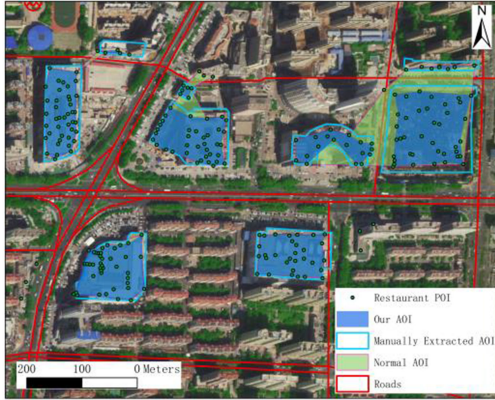 N
Restaurant POI
Our AOI
Manually Extracted AOI
Normal AOI
Roads
200 100 0 Meters